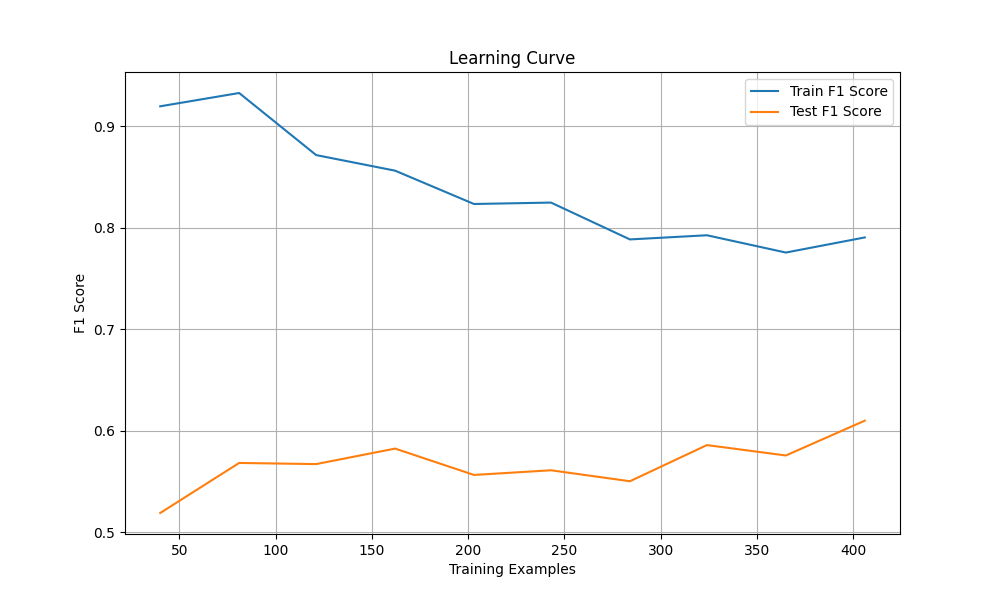 Learning Curve
Train F1 Score
Test F1 Score
F1 Score
0.9
0.8
0.7
0.6
0.5
50 100 150 200 250 300 350 400
Training Examples